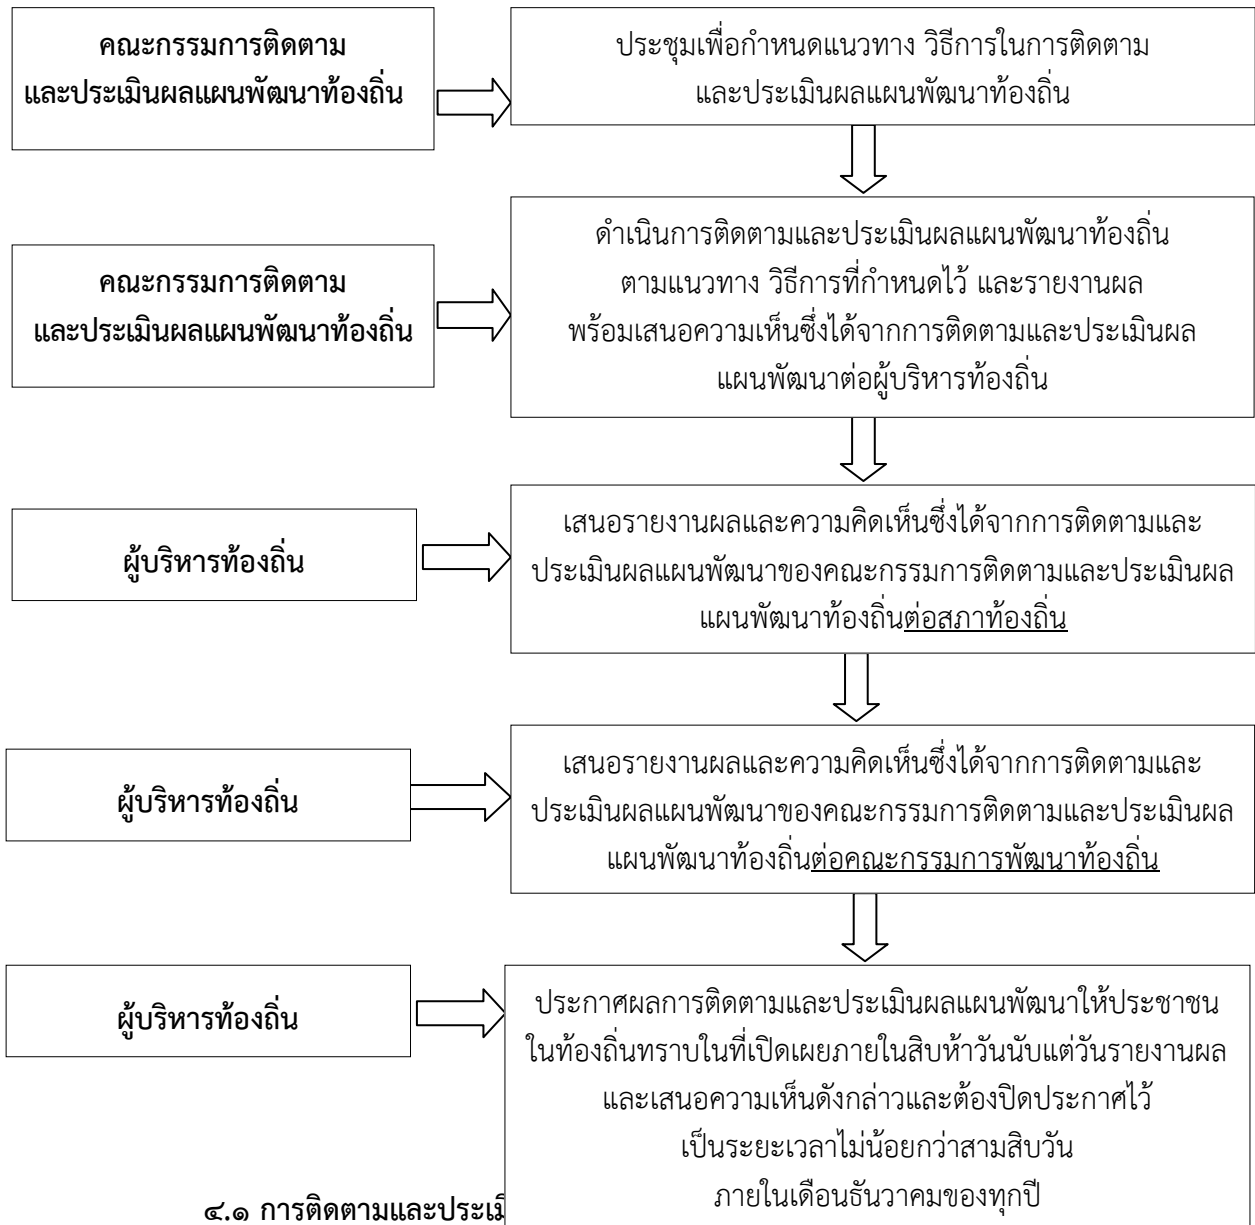 คณะกรรมการติดตาม
และประเมินผลแผนพัฒนาท้องถิ่น
ประชุมเพื่อกำหนดแนวทาง วิธีการในการติดตาม
และประเมินผลแผนพัฒนาท้องถิ่น
คณะกรรมการติดตาม
และประเมินผลแผนพัฒนาท้องถิ่น
ดำเนินการติดตามและประเมินผลแผนพัฒนาท้องถิ่น
ตามแนวทาง วิธีการที่กำหนดไว้ และรายงานผล
พร้อมเสนอความเห็นซึ่งได้จากการติดตามและประเมินผล
แผนพัฒนาต่อผู้บริหารท้องถิ่น
ผู้บริหารท้องถิ่น
เสนอรายงานผลและความคิดเห็นซึ่งได้จากการติดตามและ
ประเมินผลแผนพัฒนาของคณะกรรมการติดตามและประเมินผล
แผนพัฒนาท้องถิ่นต่อสภาท้องถิ่น
ผู้บริหารท้องถิ่น
เสนอรายงานผลและความคิดเห็นซึ่งได้จากการติดตามและ
ประเมินผลแผนพัฒนาของคณะกรรมการติดตามและประเมินผล
แผนพัฒนาท้องถิ่นต่อคณะกรรมการพัฒนาท้องถิ่น
ผู้บริหารท้องถิ่น
ประกาศผลการติดตามและประเมินผลแผนพัฒนาให้ประชาชน
ในท้องถิ่นทราบในที่เปิดเผยภายในสิบห้าวันนับแต่วันรายงานผล
และเสนอความเห็นดังกล่าวและต้องปิดประกาศไว้
เป็นระยะเวลาไม่น้อยกว่าสามสิบวัน
ภายในเดือนธันวาคมของทุกปี
๔.๑ การติดตามและประเมิ